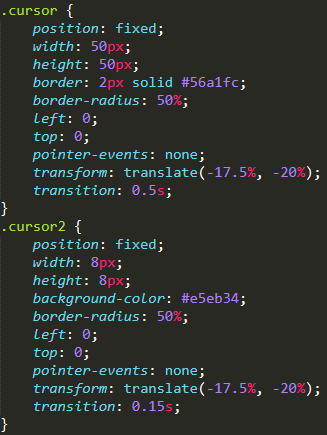 .cursor {
    position: fixed;
    width: 50px;
    height: 50px;
    border: 2px solid #56a1fc;
    border-radius: 50%;
    left: 0;
    top: 0;
    pointer-events: none;
    transform: translate(-17.5%, -20%);
    transition: 0.5s;
}
.cursor2 {
    position: fixed;
    width: 8px;
    height: 8px;
    background-color: #e5eb34;
    border-radius: 50%;
    left: 0;
    top: 0;
    pointer-events: none;
    transform: translate(-17.5%, -20%);
    transition: 0.15s;
}